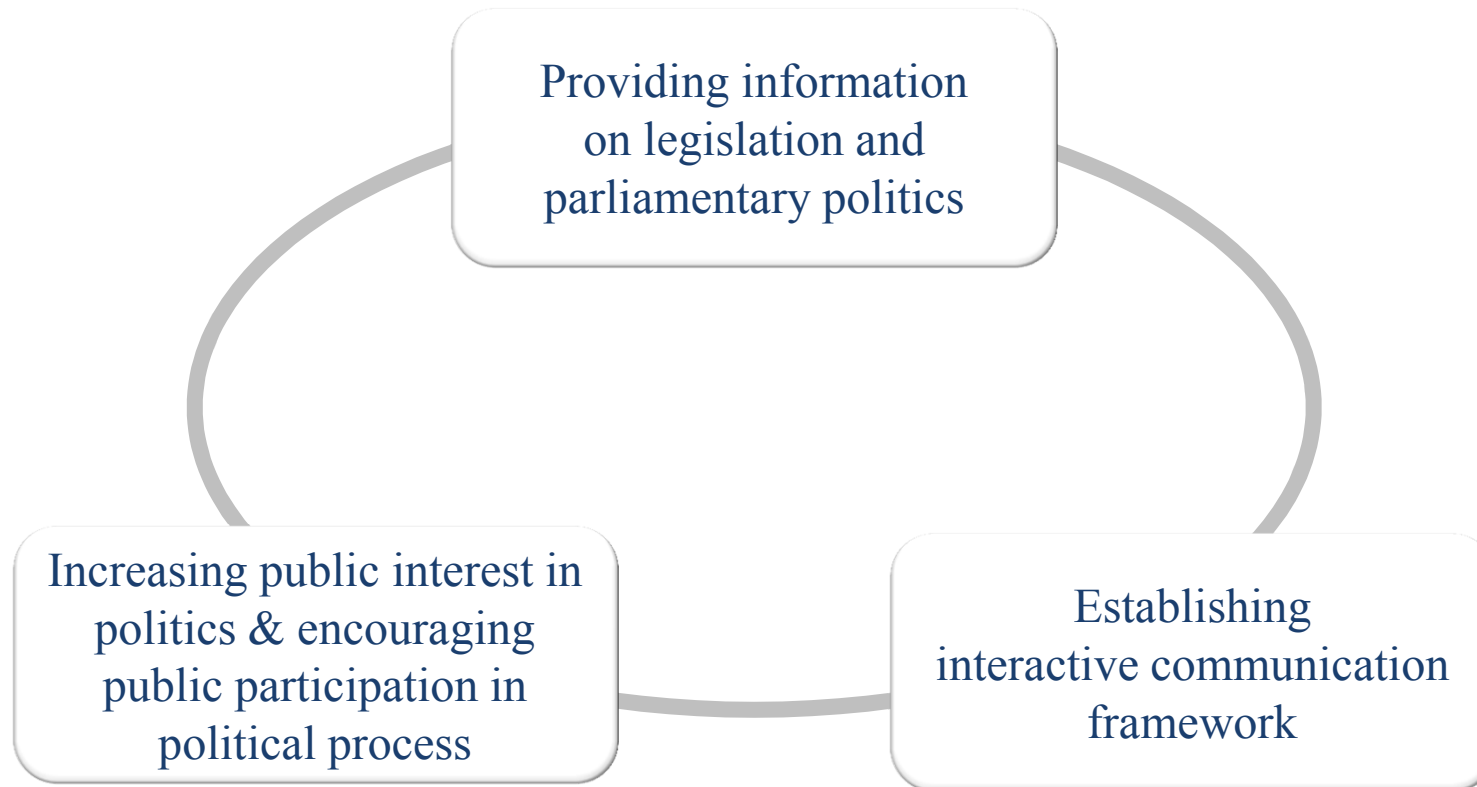 Providing information
on legislation and
parliamentary politics
Increasing public interest in
politics & encouraging
public participation in
political process
Establishing
interactive communication
framework